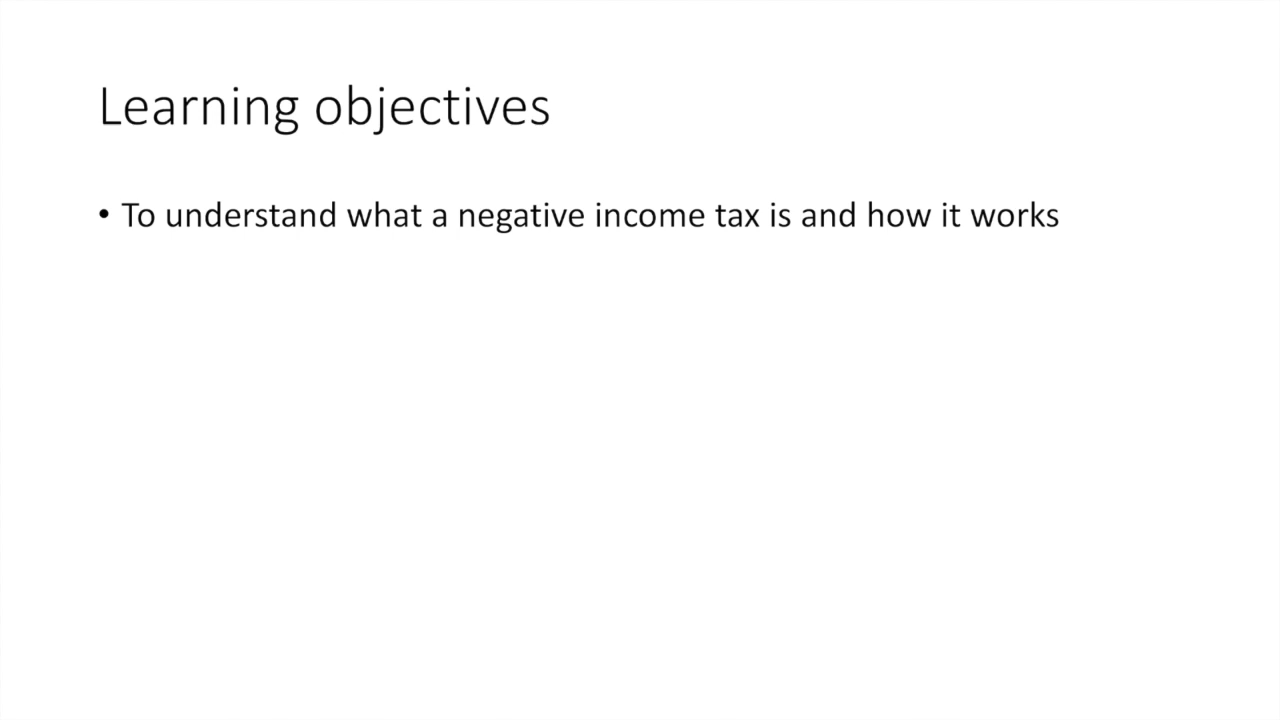 Learning objectives
• To understand what a negative income tax is and how it works